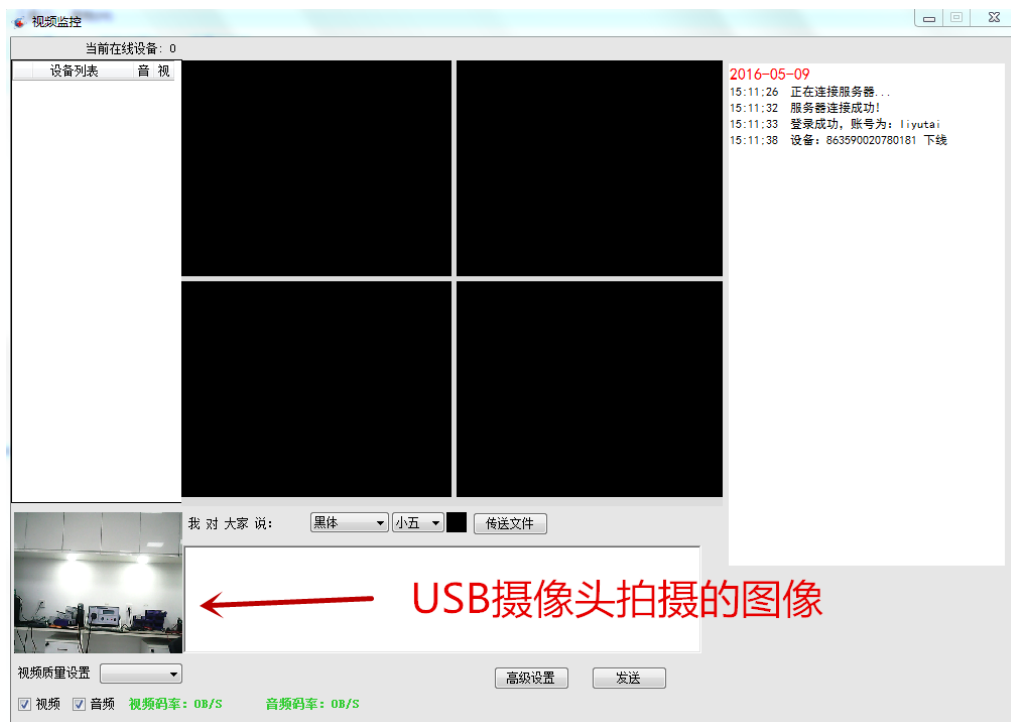 视频监控
当前在线设备: 0
设备列表 音 视
2016-05-09
15:11:26 正在连接服务器...
15:11:32 服务器连接成功!
15:11:33 登录成功, 账号为: liyutai
15:11:38 设备: 863590020780181 下线
我 对 大家 说: 黑体 小五 传送文件
USB摄像头拍摄的图像
视频质量设置 高级设置 发送
视频 音频 视频码率: 0B/S 音频码率: 0B/S